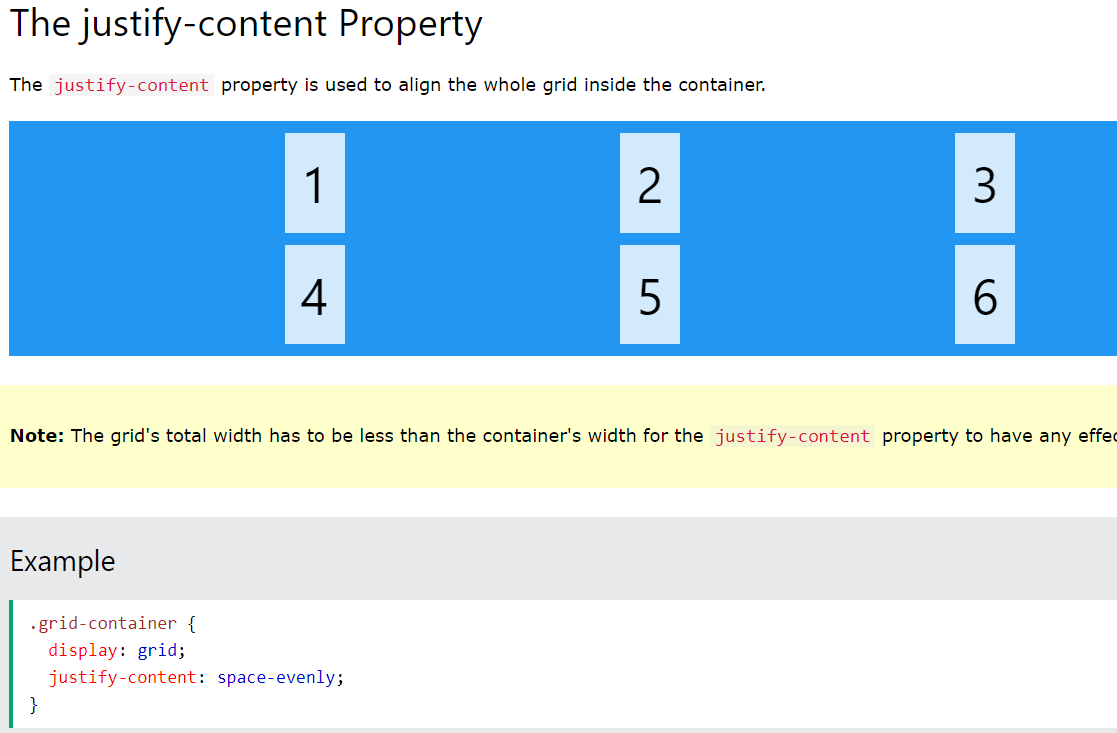 The justify-content Property
The justify-content property is used to align the whole grid inside the container.
1 2 3
4 5 6
Note: The grid's total width has to be less than the container's width for the justify-content property to have any effec
Example
.grid-container {
  display: grid;
  justify-content: space-evenly;
}